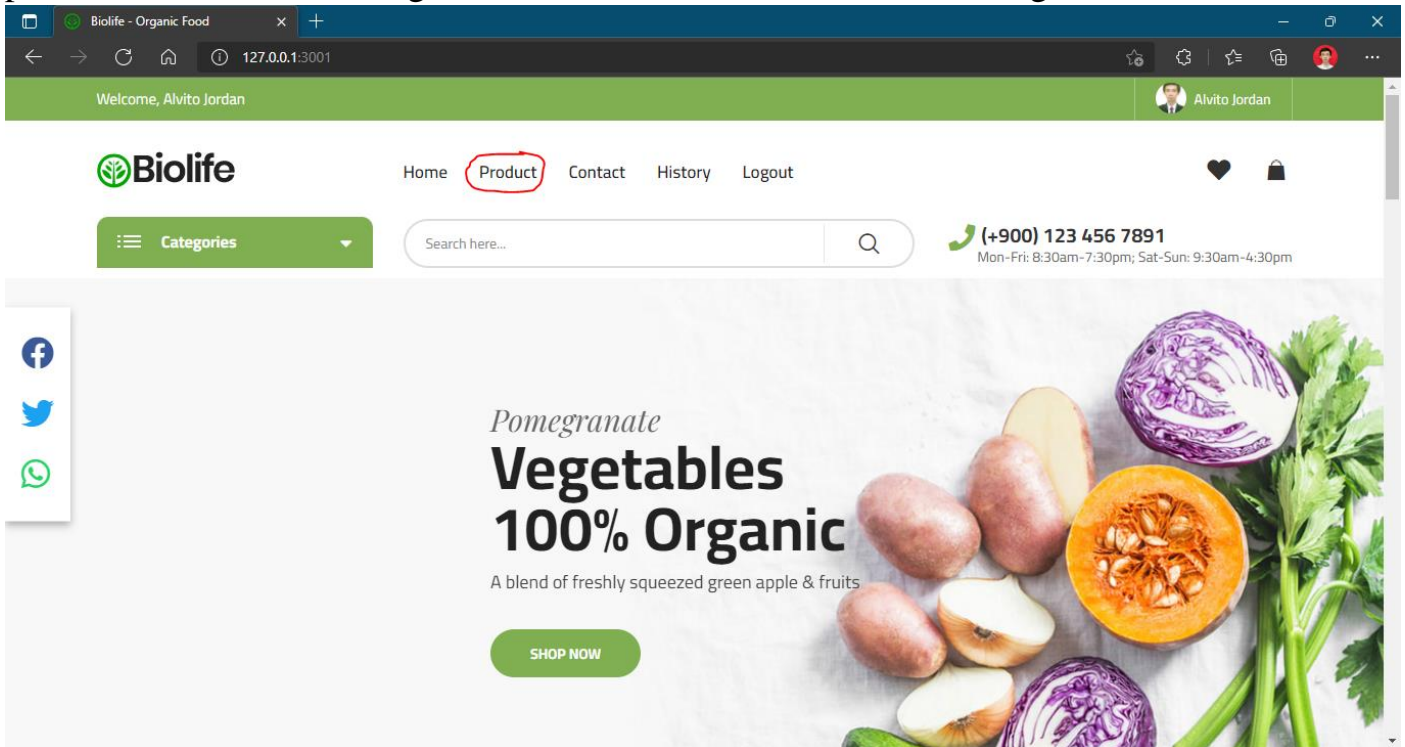 Biolife - Organic Food
127.0.0.1:3001
Welcome, Alvito Jordan
Alvito Jordan
Biolife
Home Product Contact History Logout
Categories
Search here...
(+900) 123 456 7891
Mon-Fri: 8:30am-7:30pm; Sat-Sun: 9:30am-4:30pm
Pomegranate
Vegetables
100% Organic
A blend of freshly squeezed green apple & fruits
SHOP NOW